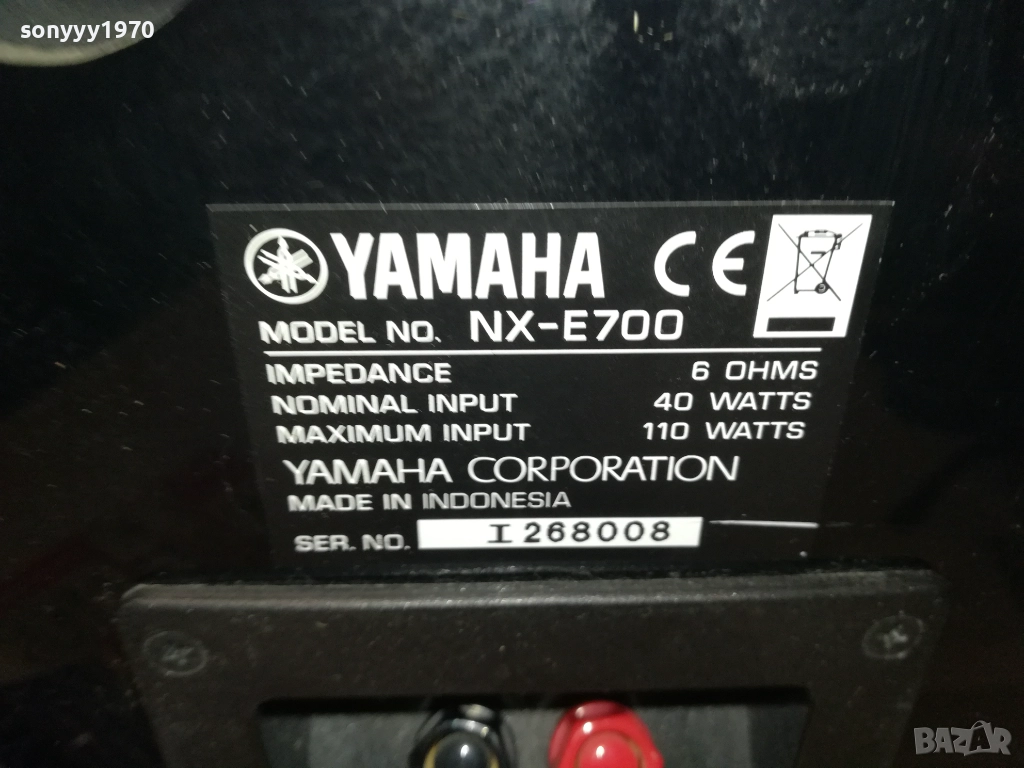 sonyyy1970
YAMAHA CE
MODEL NO. NX-E700
IMPEDANCE 6 OHMS
NOMINAL INPUT 40 WATTS
MAXIMUM INPUT 110 WATTS
YAMAHA CORPORATION
MADE IN INDONESIA
SER. NO. I 268008
BAZAR